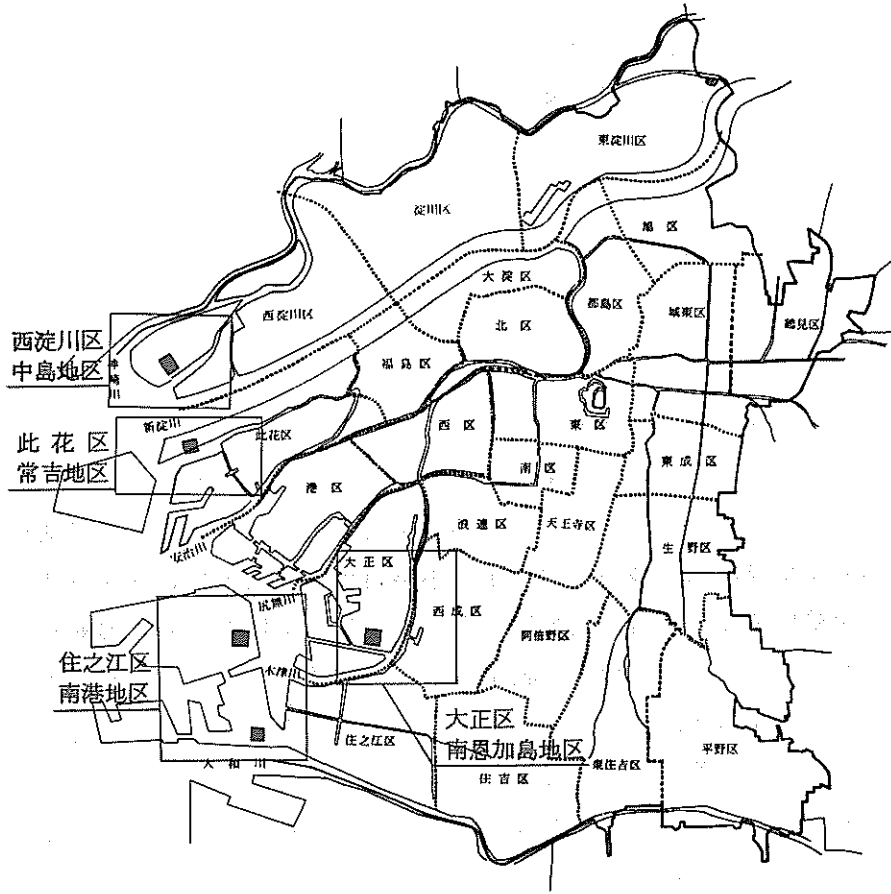 東淀川区
淀川区
旭区
大淀区
西淀川区
都島区
城東区
鶴見区
北区
西淀川区
中島地区
神崎川
福島区
新淀川
此花区
此花区
常吉地区
西区
東区
南区
東成区
港区
浪速区
天王寺区
安治川
生野区
大正区
尻無川
西成区
阿倍野区
住之江区
南港地区
木津川
大正区
南恩加島地区
住之江区
平野区
大和川
住吉区
東住吉区